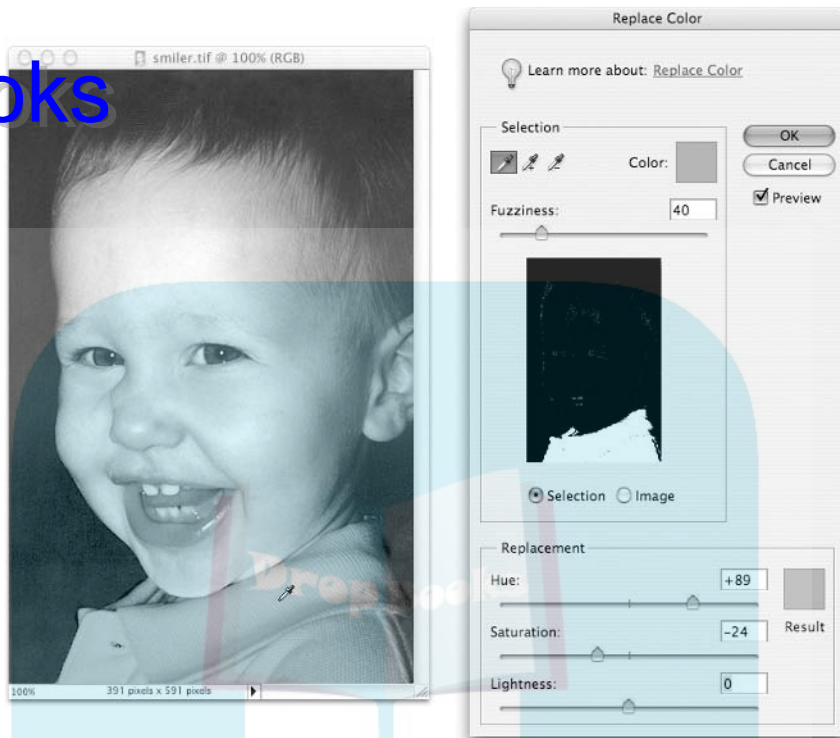 Replace Color
smiler.tif @ 100% (RGB)
oks
Learn more about: Replace Color
Selection
Color:
OK
Cancel
Preview
Fuzziness:
40
Selection
Image
Replacement
Hue:
+89
Saturation:
-24
Result
Lightness:
0
100%
391 pixels x 591 pixels
DropBooks